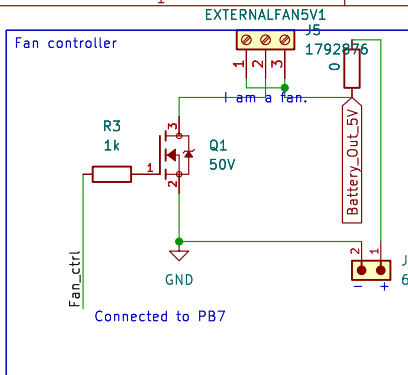 EXTERNALFAN5V1
Fan controller
J5
1792876
1
2
3
0
I am a fan.
R3
1k
3
Q1
50V
1
2
Battery_Out_5V
Fan_ctrl
GND
2
1
J
6
- +
Connected to PB7